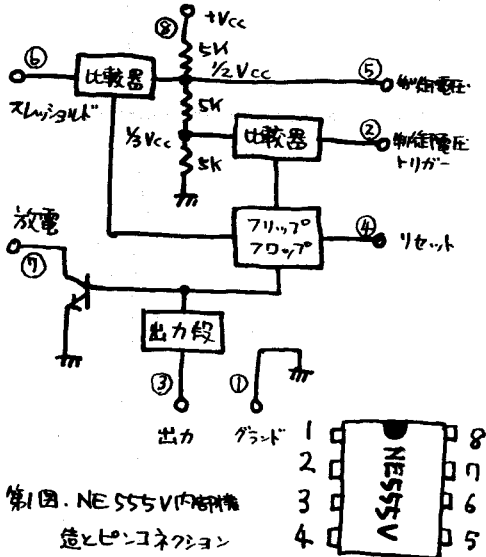 +Vcc
⑧
5K
⑥
比較器
1/2 Vcc
⑤
制御電圧
スレッショルド
5K
1/3 Vcc
比較器
②
制御電圧
トリガー
5K
放電
⑦
フリップ
フロップ
④
リセット
出力段
③
①
出力
グランド
1
2
3
4
NE555V
8
7
6
5
第1図. NE555V内部構
造とピンコネクション